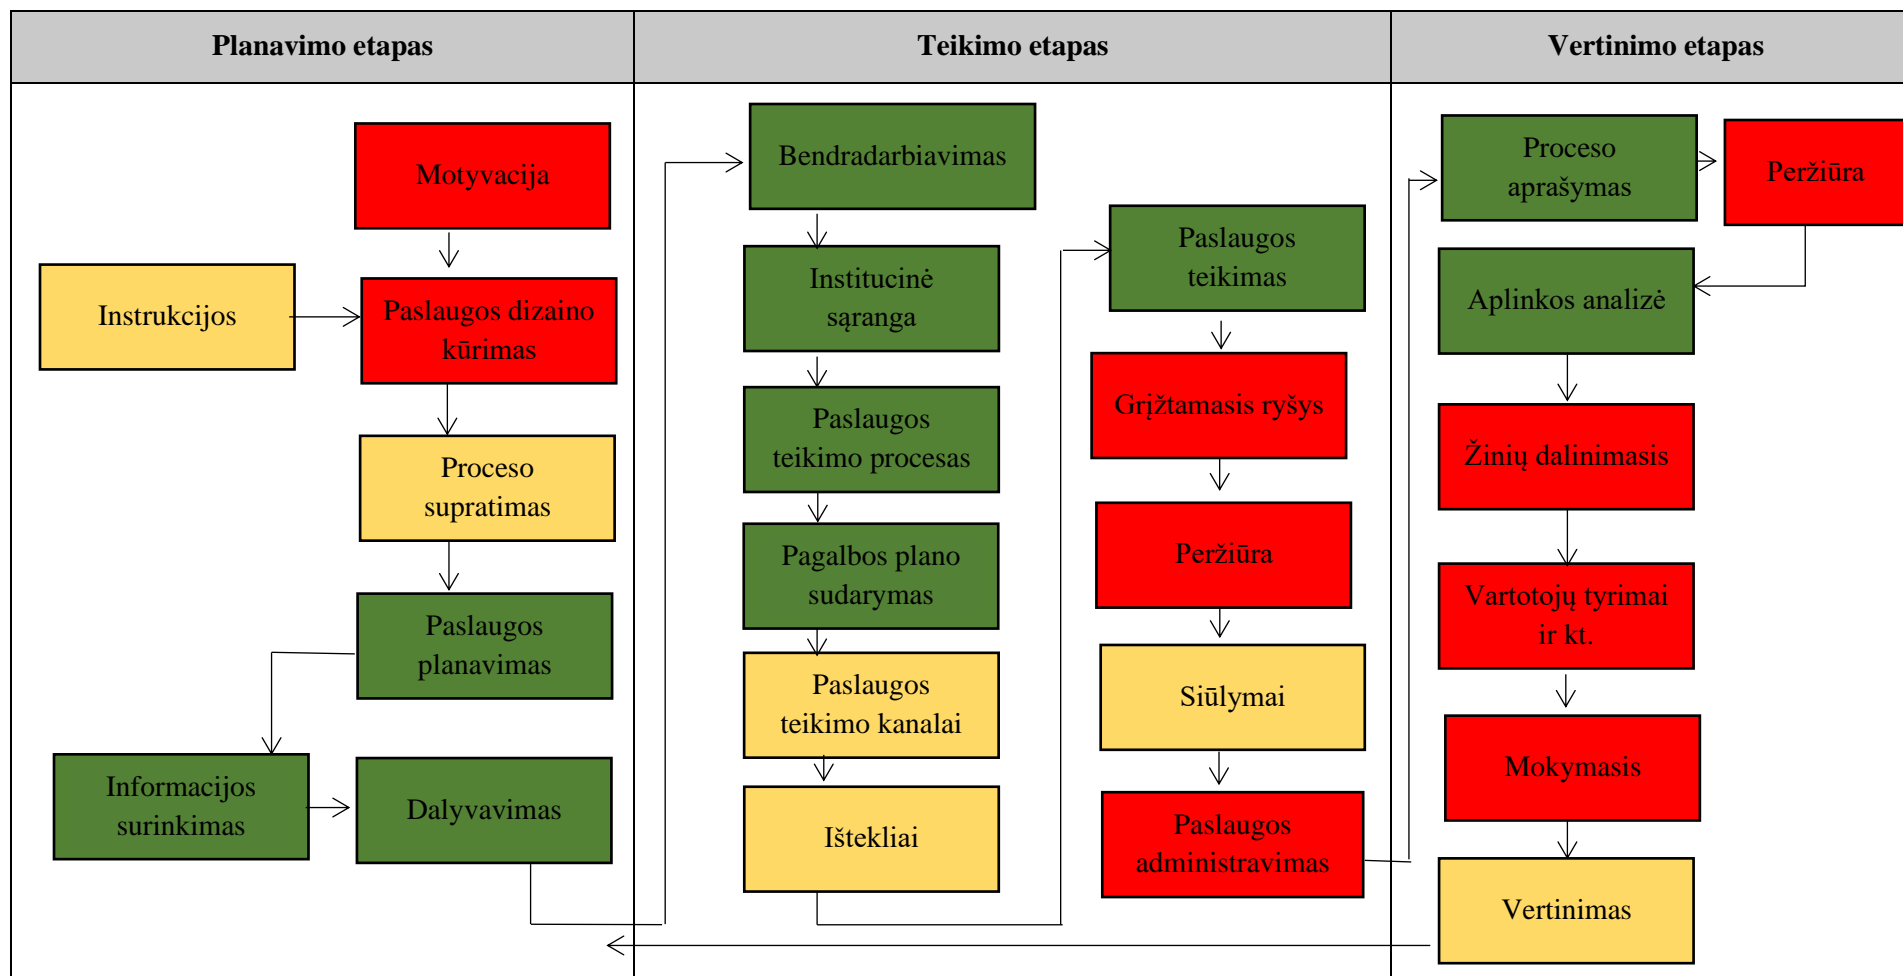 Planavimo etapas
Teikimo etapas
Vertinimo etapas
Motyvacija
Instrukcijos
Paslaugos dizaino
kūrimas
Proceso
supratimas
Paslaugos
planavimas
Informacijos
surinkimas
Dalyvavimas
Bendradarbiavimas
Institucinė
sąranga
Paslaugos
teikimo procesas
Pagalbos plano
sudarymas
Paslaugos
teikimo kanalai
Ištekliai
Paslaugos
teikimas
Grįžtamasis ryšys
Peržiūra
Siūlymai
Paslaugos
administravimas
Proceso
aprašymas
Peržiūra
Aplinkos analizė
Žinių dalinimasis
Vartotojų tyrimai
ir kt.
Mokymasis
Vertinimas